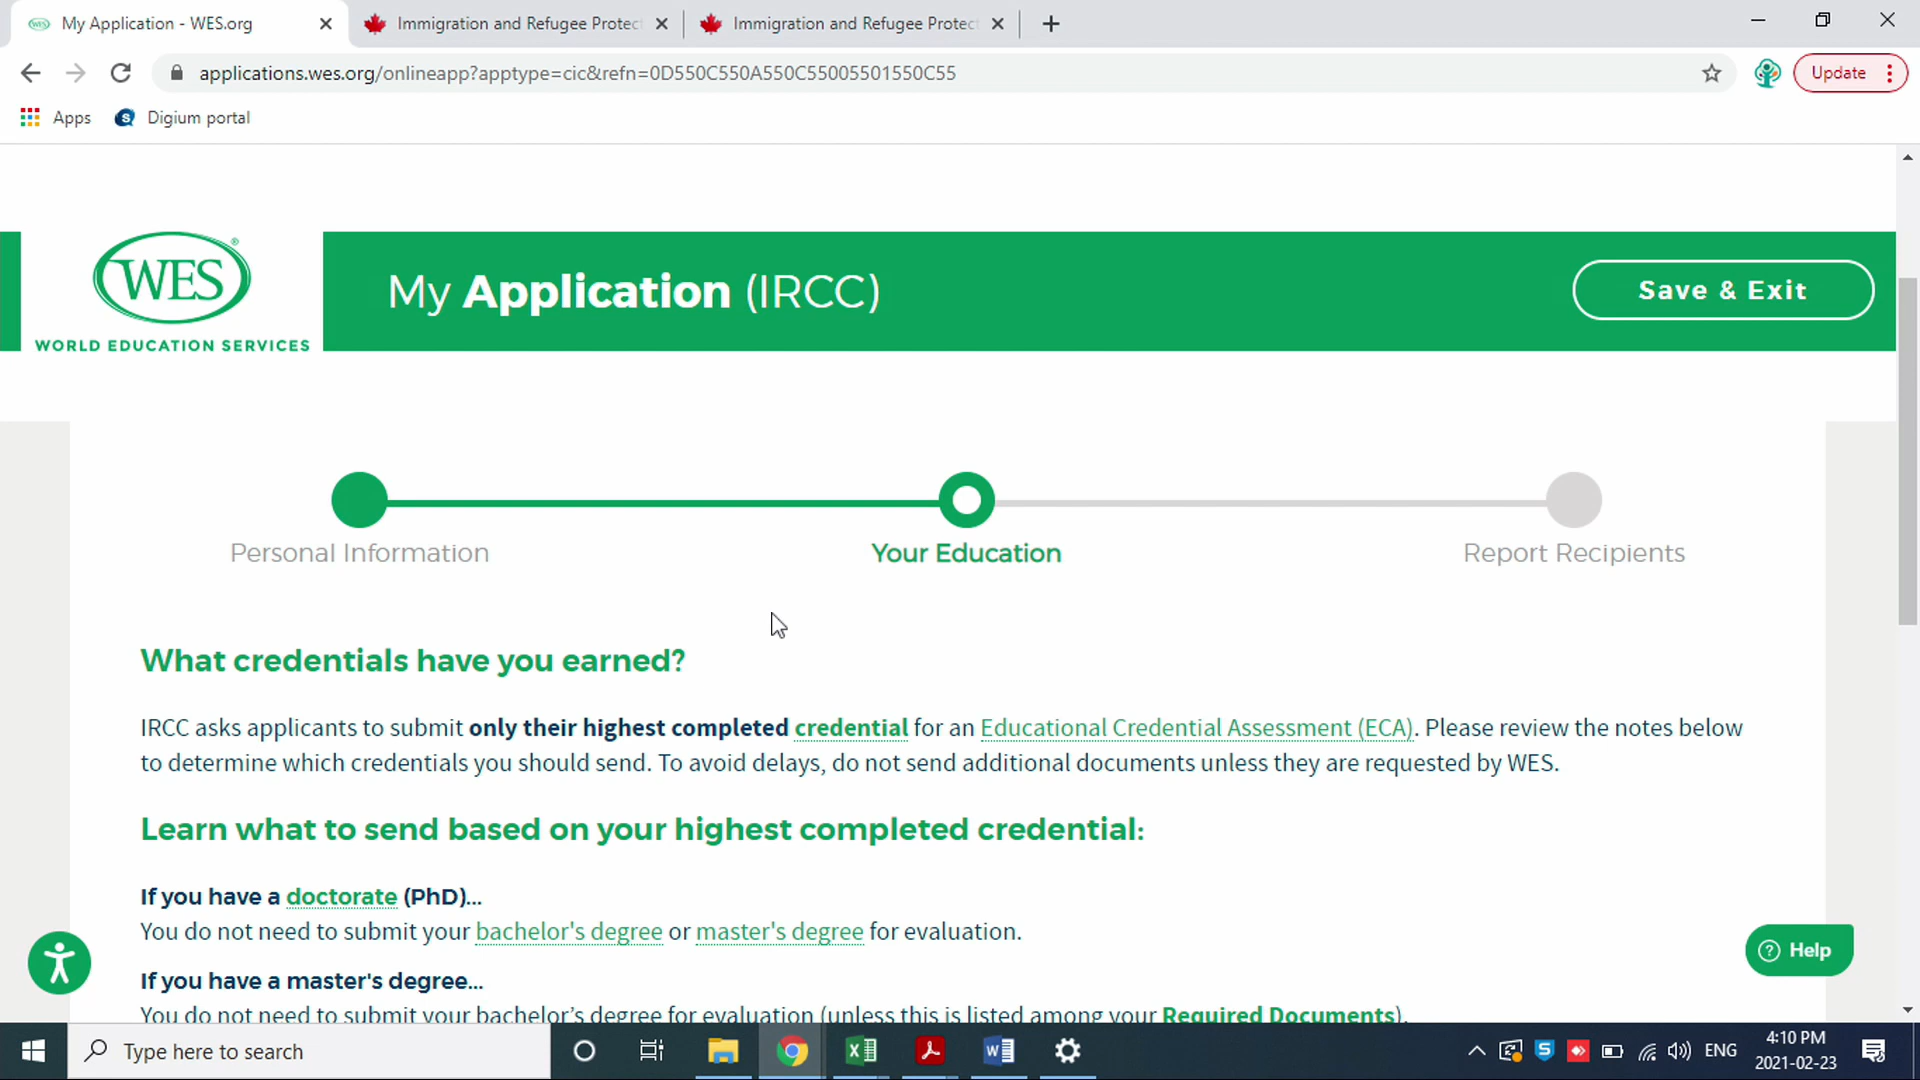 My Application - WES.org
Immigration and Refugee Protec
Immigration and Refugee Protec
applications.wes.org/onlineapp?apptype=cic&refn=0D550C550A550C55005501550C55
Update
Apps
Digium portal
WES
WORLD EDUCATION SERVICES
My Application (IRCC)
Save & Exit
Personal Information
Your Education
Report Recipients
What credentials have you earned?
IRCC asks applicants to submit only their highest completed credential for an Educational Credential Assessment (ECA). Please review the notes below
to determine which credentials you should send. To avoid delays, do not send additional documents unless they are requested by WES.
Learn what to send based on your highest completed credential:
If you have a doctorate (PhD)...
You do not need to submit your bachelor's degree or master's degree for evaluation.
Help
If you have a master's degree...
You do not need to submit your bachelor’s degree for evaluation (unless this is listed among your Required Documents).
Type here to search
ENG
4:10 PM
2021-02-23